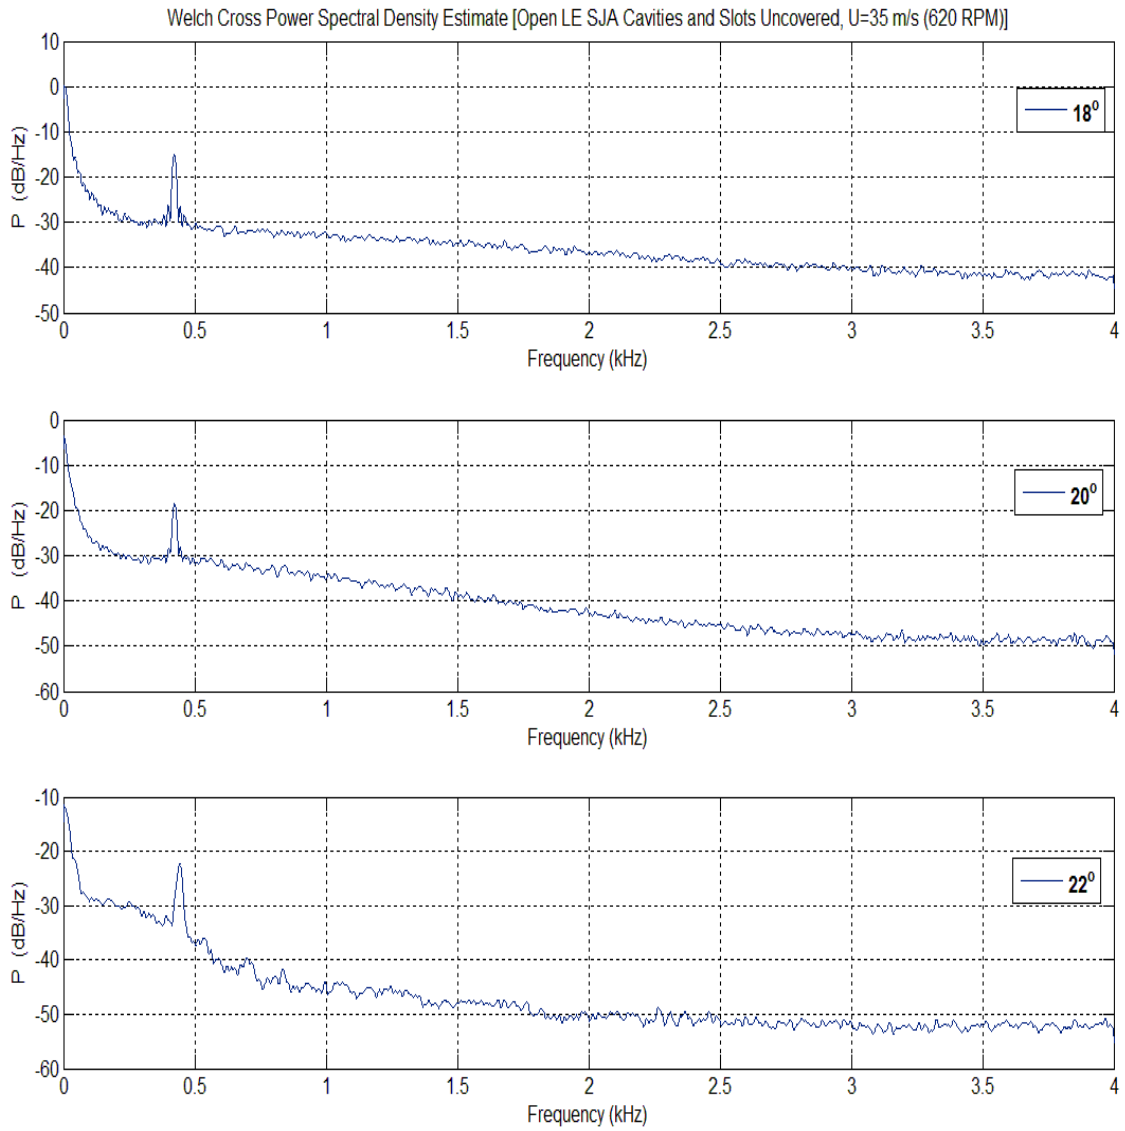 Welch Cross Power Spectral Density Estimate [Open LE SJA Cavities and Slots Uncovered, U=35 m/s (620 RPM)]
10
0
-10
-20
-30
-40
-50
P (dB/Hz)
18⁰
0 0.5 1 1.5 2 2.5 3 3.5 4
Frequency (kHz)
0
-10
-20
-30
-40
-50
-60
P (dB/Hz)
20⁰
0 0.5 1 1.5 2 2.5 3 3.5 4
Frequency (kHz)
-10
-20
-30
-40
-50
-60
P (dB/Hz)
22⁰
0 0.5 1 1.5 2 2.5 3 3.5 4
Frequency (kHz)